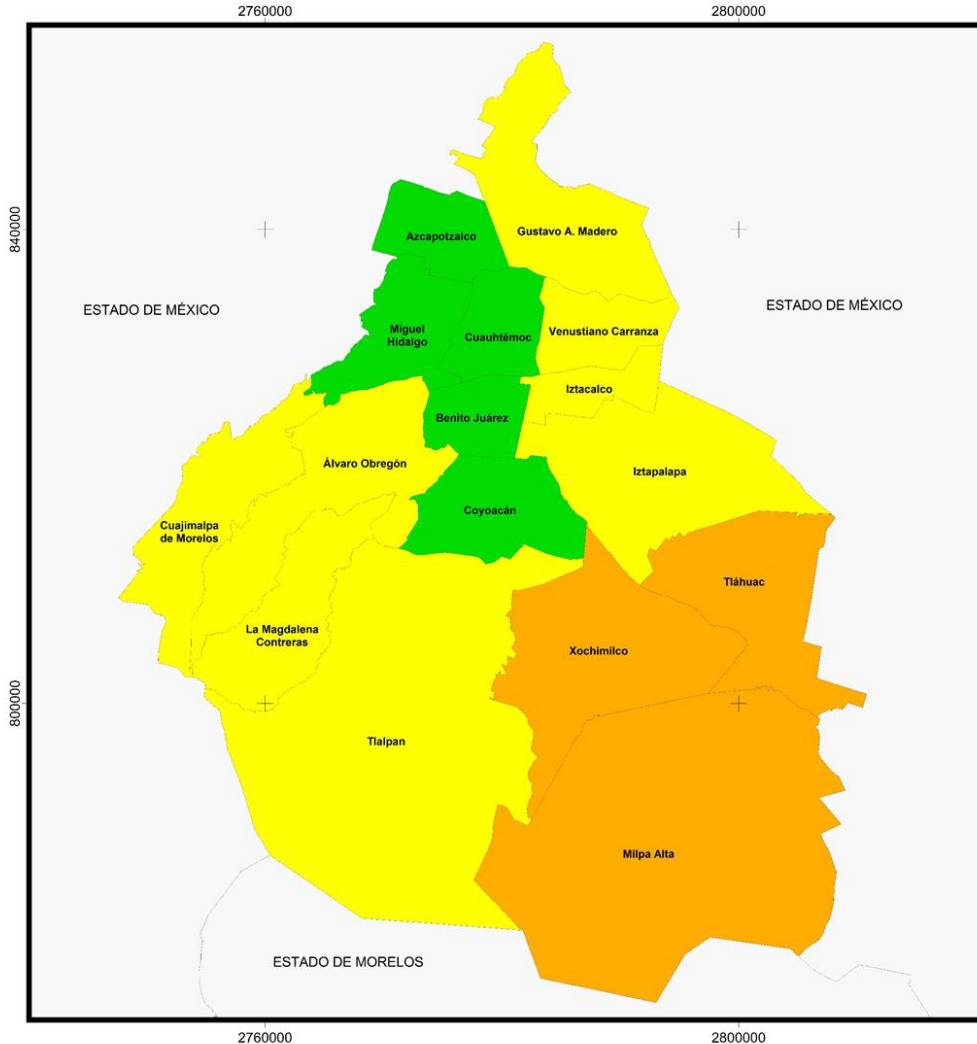 2760000
2800000
840000
Gustavo A. Madero
Azcapotzalco
ESTADO DE MÉXICO
ESTADO DE MÉXICO
Miguel
Hidalgo
Cuauhtémoc
Venustiano Carranza
Iztacalco
Benito Juárez
Álvaro Obregón
Iztapalapa
Coyoacán
Cuajimalpa
de Morelos
Tláhuac
La Magdalena
Contreras
Xochimilco
800000
Tlalpan
Milpa Alta
ESTADO DE MORELOS
2760000
2800000